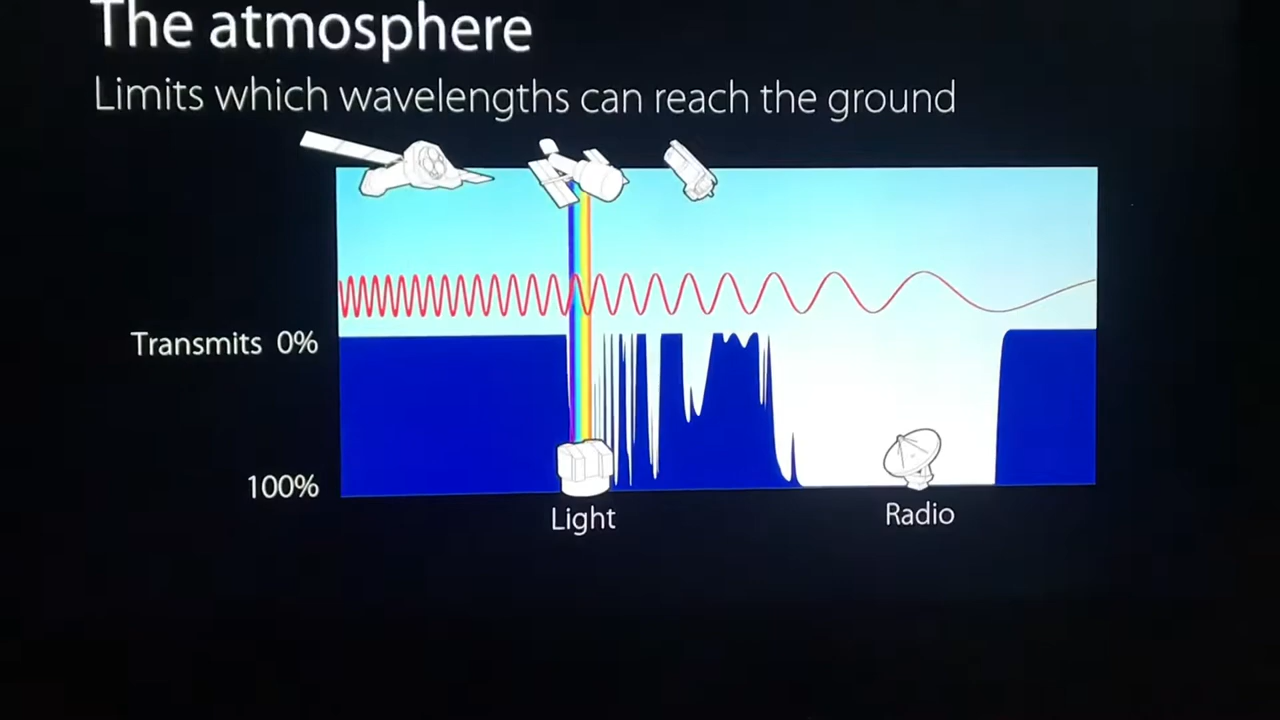 The atmosphere
Limits which wavelengths can reach the ground
Transmits 0%
100%
Light
Radio